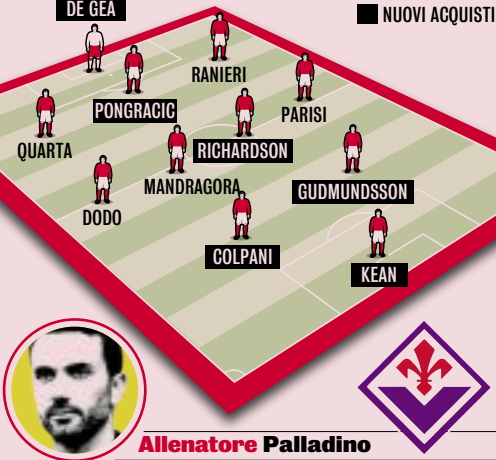 DE GEA
NUOVI ACQUISTI
RANIERI
PONGRACIC
PARISI
QUARTA
RICHARDSON
MANDRAGORA
GUDMUNDSSON
DODO
COLPANI
KEAN
Allenatore Palladino